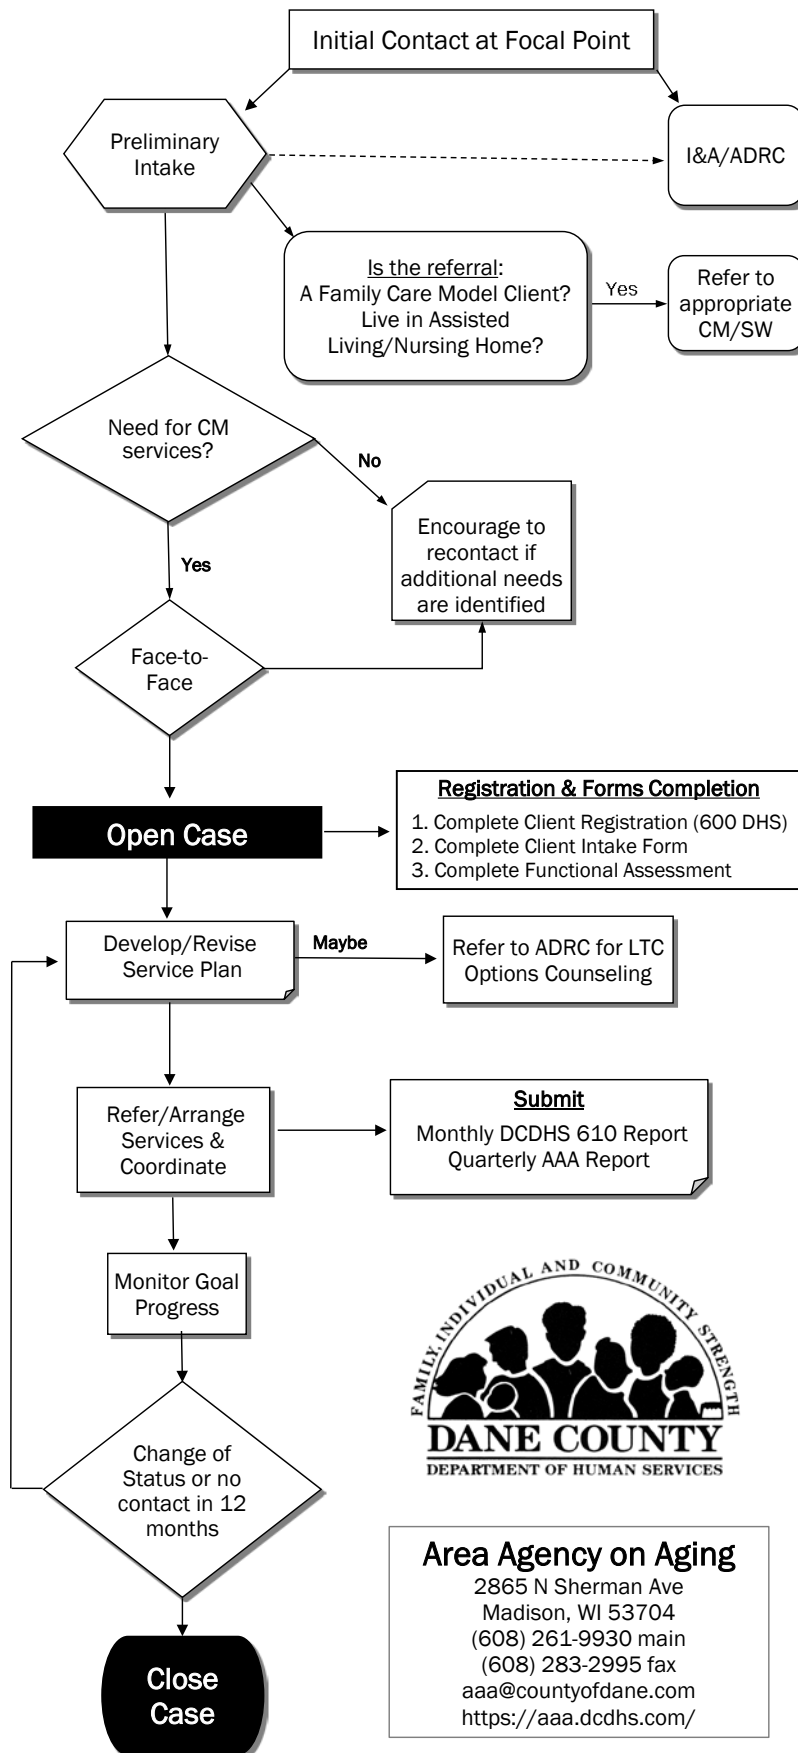 Initial Contact at Focal Point
Preliminary
Intake
I&A/ADRC
Is the referral:
A Family Care Model Client?
Live in Assisted
Living/Nursing Home?
Yes
Refer to
appropriate
CM/SW
Need for CM
services?
No
Encourage to
recontact if
additional needs
are identified
Yes
Face-to-
Face
Open Case
Registration & Forms Completion
1. Complete Client Registration (600 DHS)
2. Complete Client Intake Form
3. Complete Functional Assessment
Develop/Revise
Service Plan
Maybe
Refer to ADRC for LTC
Options Counseling
Refer/Arrange
Services &
Coordinate
Submit
Monthly DCDHS 610 Report
Quarterly AAA Report
Monitor Goal
Progress
FAMILY, INDIVIDUAL AND COMMUNITY STRENGTH
DANE COUNTY
DEPARTMENT OF HUMAN SERVICES
Change of
Status or no
contact in 12
months
Area Agency on Aging
2865 N Sherman Ave
Madison, WI 53704
(608) 261-9930 main
(608) 283-2995 fax
aaa@countyofdane.com
https://aaa.dcdhs.com/
Close
Case